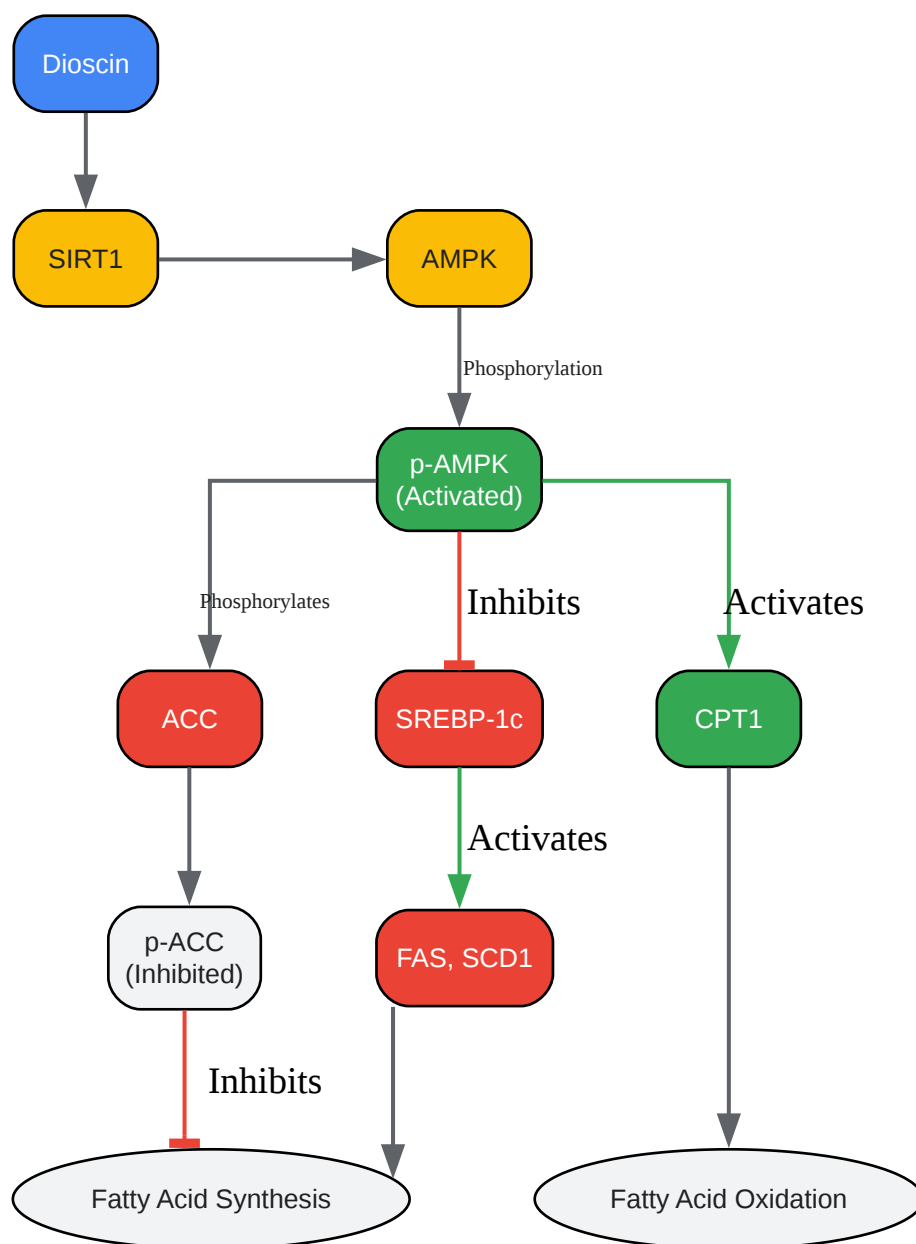 Dioscin
SIRT1
AMPK
Phosphorylation
p-AMPK
(Activated)
Phosphorylates
Inhibits
Activates
ACC
SREBP-1c
CPT1
Activates
p-ACC
(Inhibited)
FAS, SCD1
Inhibits
Fatty Acid Synthesis
Fatty Acid Oxidation